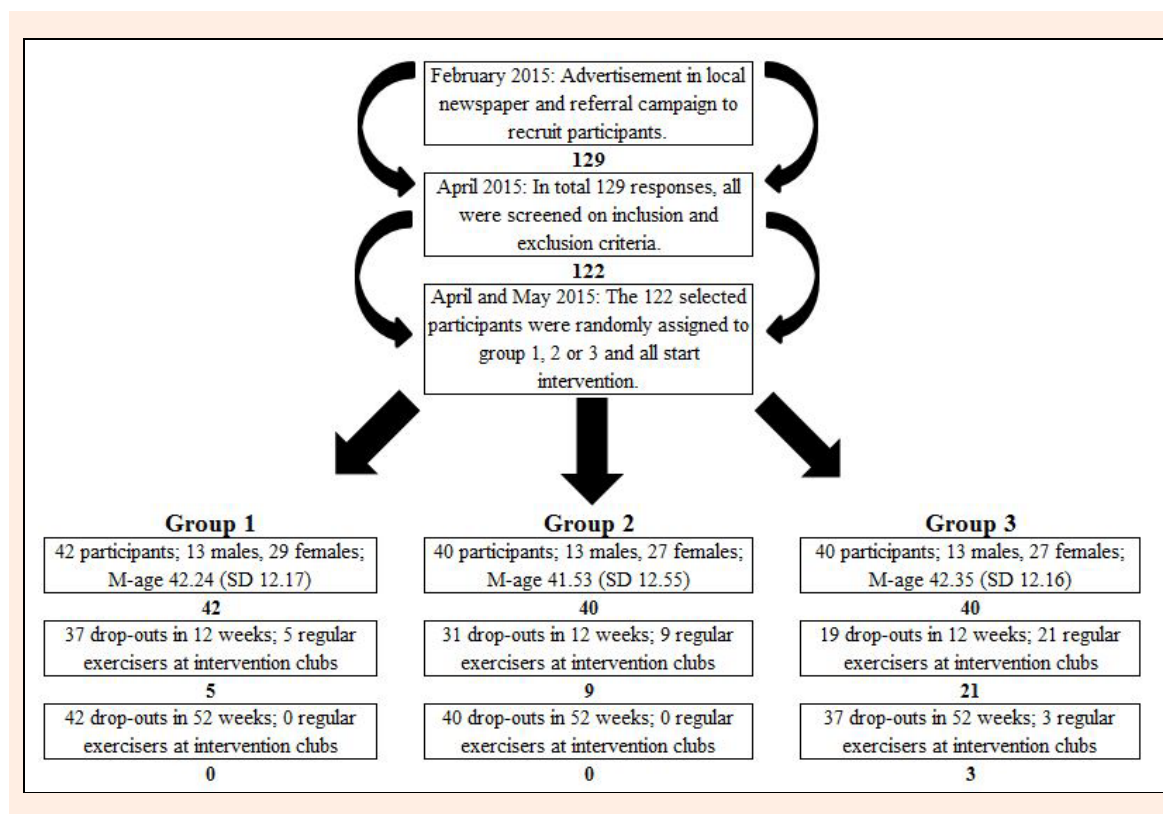 February 2015: Advertisement in local
newspaper and referral campaign to
recruit participants.
129
April 2015: In total 129 responses, all
were screened on inclusion and
exclusion criteria.
122
April and May 2015: The 122 selected
participants were randomly assigned to
group 1, 2 or 3 and all start
intervention.
Group 1
42 participants; 13 males, 29 females;
M-age 42.24 (SD 12.17)
42
37 drop-outs in 12 weeks; 5 regular
exercisers at intervention clubs
5
42 drop-outs in 52 weeks; 0 regular
exercisers at intervention clubs
0
Group 2
40 participants; 13 males, 27 females;
M-age 41.53 (SD 12.55)
40
31 drop-outs in 12 weeks; 9 regular
exercisers at intervention clubs
9
40 drop-outs in 52 weeks; 0 regular
exercisers at intervention clubs
0
Group 3
40 participants; 13 males, 27 females;
M-age 42.35 (SD 12.16)
40
19 drop-outs in 12 weeks; 21 regular
exercisers at intervention clubs
21
37 drop-outs in 52 weeks; 3 regular
exercisers at intervention clubs
3